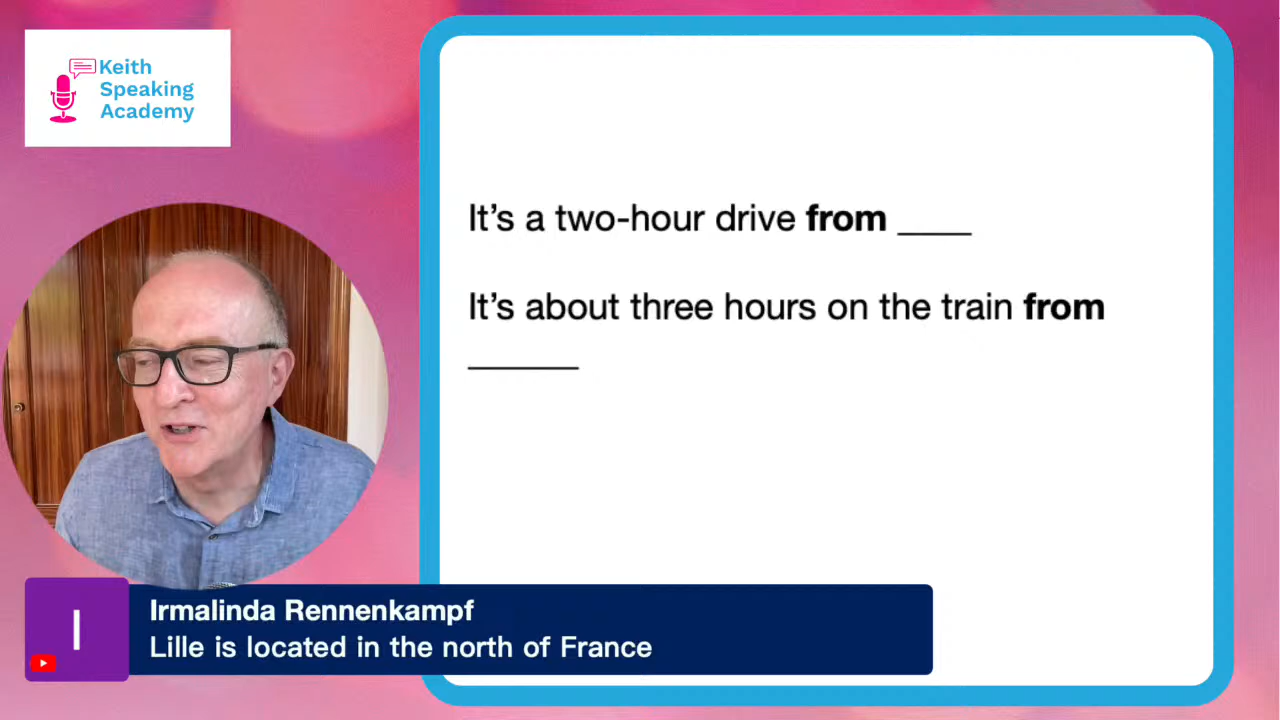 Keith
Speaking
Academy
It's a two-hour drive from ____
It's about three hours on the train from
______
I
Irmalinda Rennenkampf
Lille is located in the north of France